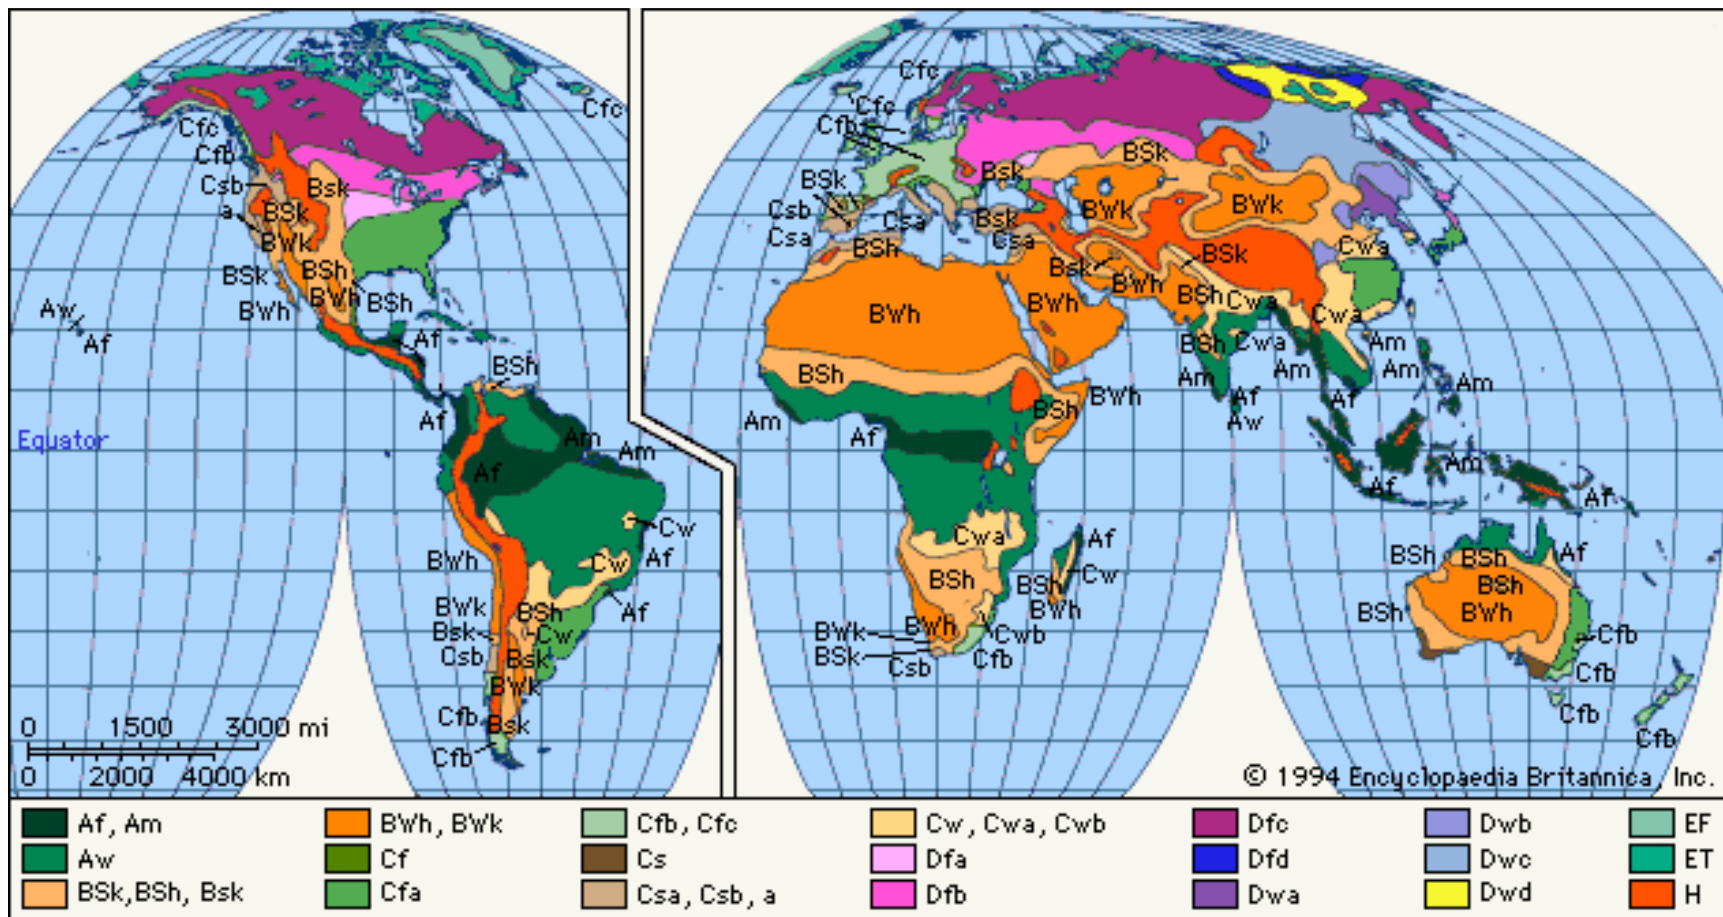 Cfc
Cfc
Cfb
Csb
a
Bsk
BSk
BWk
BSk
BSh
BWh
BWh
BSh
Aw
Af
Af
BSh
Af
Am
Am
Af
Equator
Cw
Cw
Af
BWh
BWk
BSh
Af
Bsk
Cw
Csb
Bsk
BWk
Cfb
Bsk
Cfb
0 1500 3000 mi
0 2000 4000 km
Cfc
Cfc
Cfb
BSk
Csb
Csa
Csa
BSh
Bsk
Bsk
Csa
BSk
BWk
BWk
Cwa
BSk
Bsk
BWh
BSh
Cwa
Cwa
BWh
BWh
BSh
Cwa
Am
Am
Am
Am
Am
BSh
BWh
BSh
Am
Af
Af
Aw
Af
Am
Af
Af
Cwa
Af
BSh
BSh
Cw
BWh
BWh
BWk
BSk
Csb
Cwb
Cfb
BSh
BSh
Af
BSh
BSh
BWh
Cfb
Cfb
Cfb
Cfb
© 1994 Encyclopaedia Britannica, Inc.
Af, Am
BWh, BWk
Cfb, Cfc
Cw, Cwa, Cwb
Dfc
Dwb
EF
Aw
Cf
Cs
Dfa
Dfd
Dwc
ET
BSk,BSh, Bsk
Cfa
Csa, Csb, a
Dfb
Dwa
Dwd
H